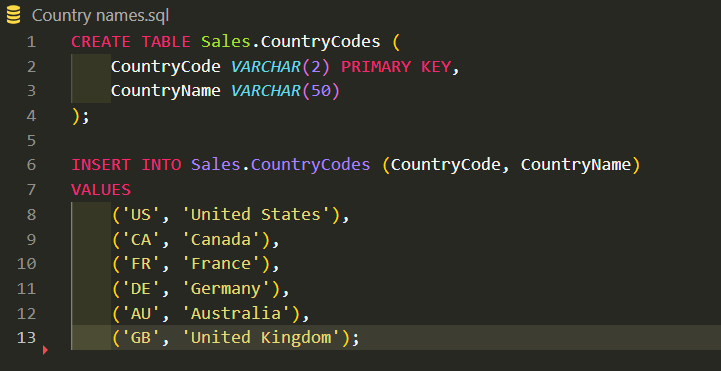 Country names.sql
1 CREATE TABLE Sales.CountryCodes (
2 CountryCode VARCHAR(2) PRIMARY KEY,
3 CountryName VARCHAR(50)
4 );
5
6 INSERT INTO Sales.CountryCodes (CountryCode, CountryName)
7 VALUES
8 ('US', 'United States'),
9 ('CA', 'Canada'),
10 ('FR', 'France'),
11 ('DE', 'Germany'),
12 ('AU', 'Australia'),
13 ('GB', 'United Kingdom');